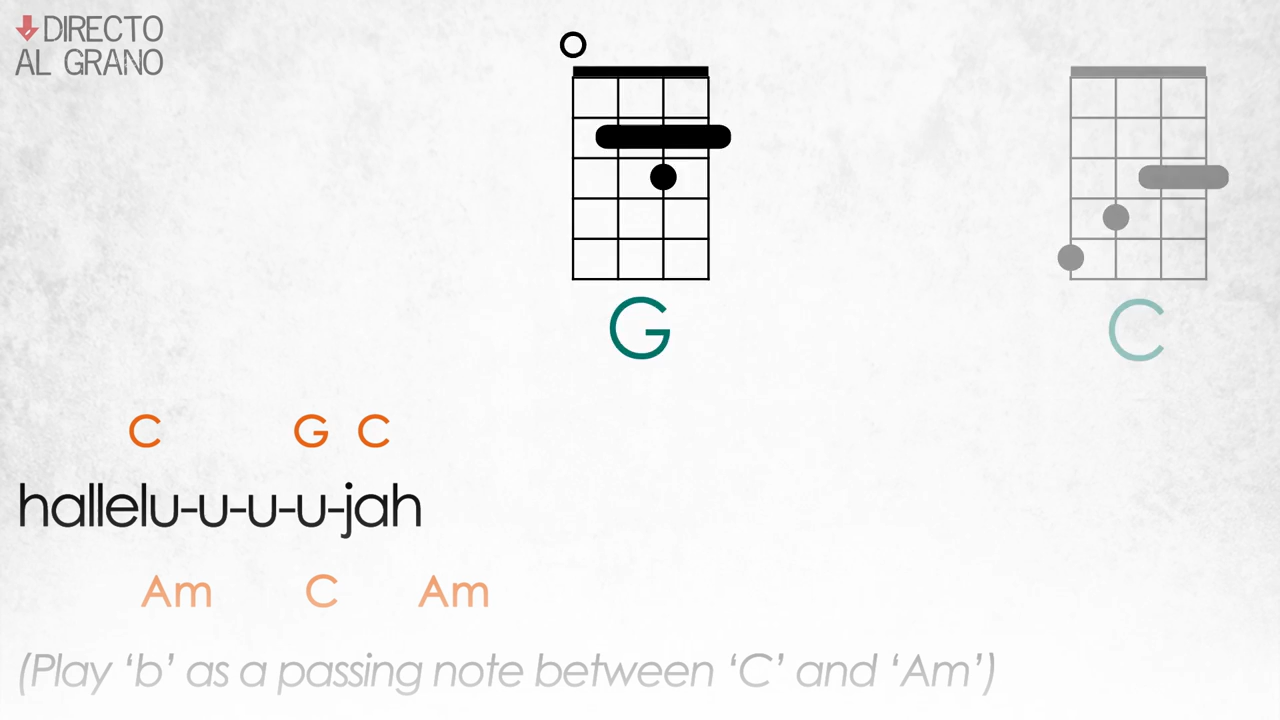 DIRECTO
AL GRANO
G
C
C G C
hallelu-u-u-u-jah
Am C Am
(Play ‘b’ as a passing note between ‘C’ and ‘Am’)